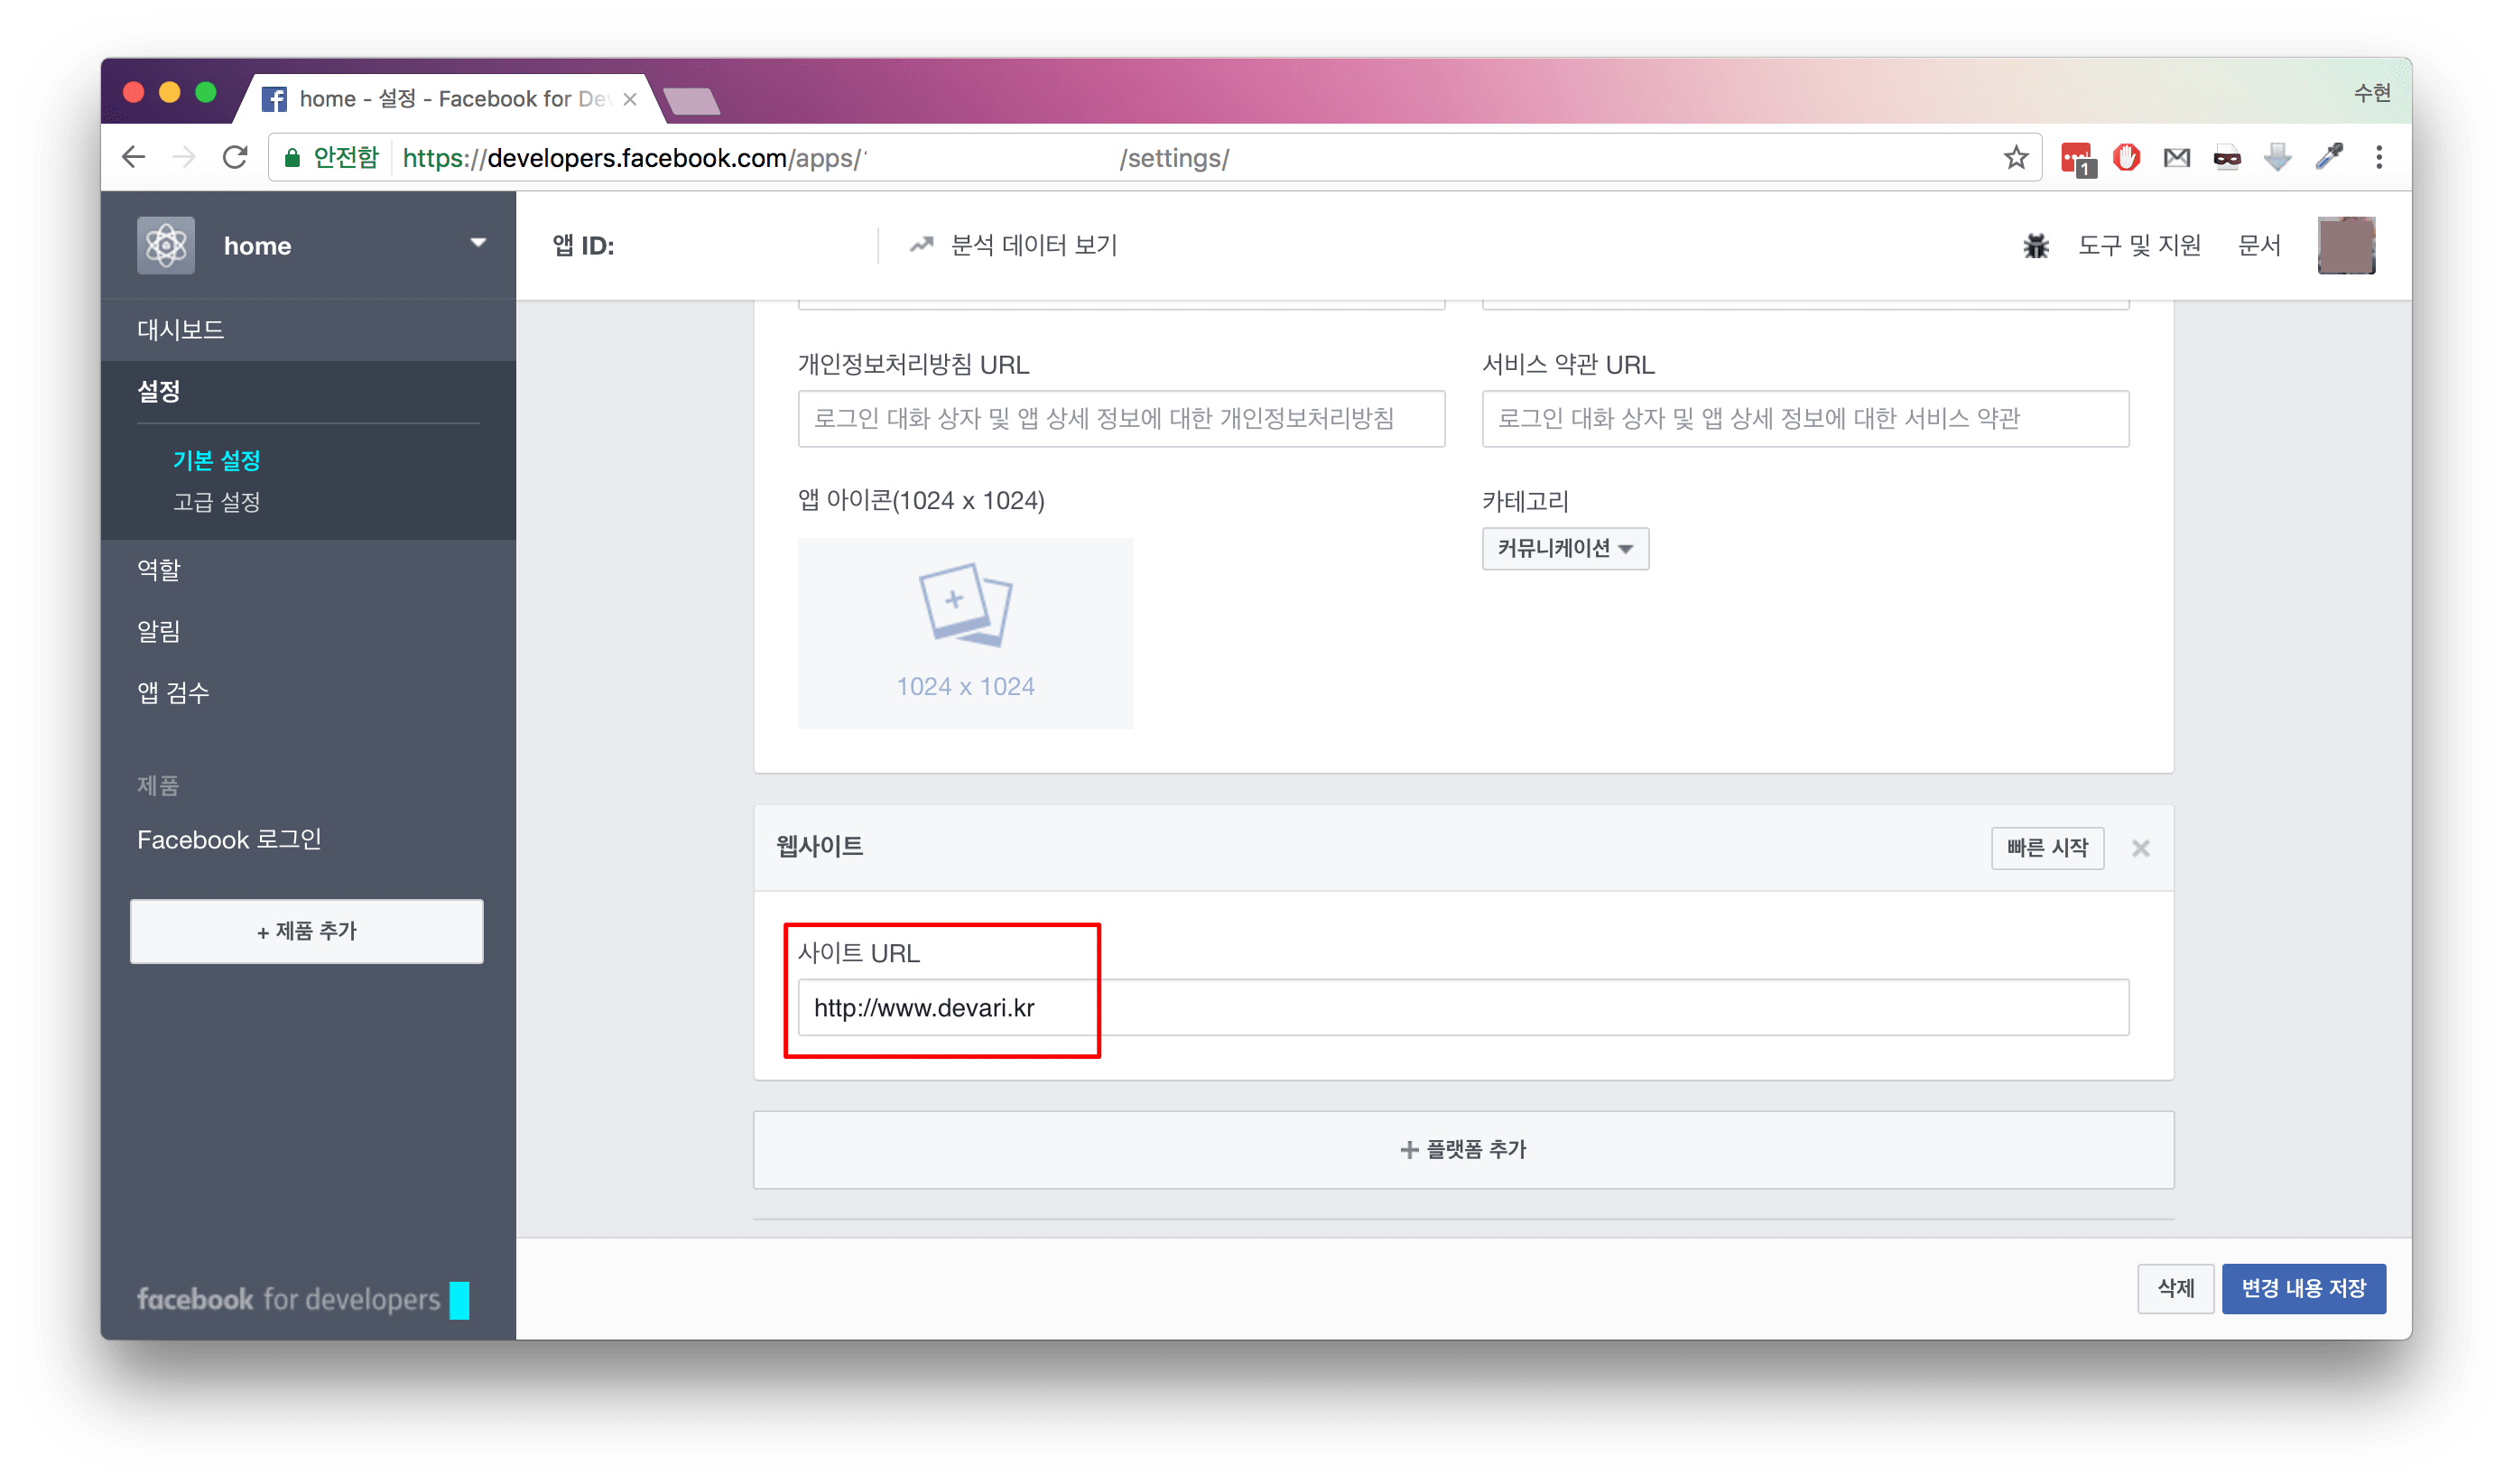 home - 설정 - Facebook for De
수현
안전함 https://developers.facebook.com/apps/ /settings/
1
home
앱 ID:
분석 데이터 보기
도구 및 지원
문서
대시보드
설정
기본 설정
고급 설정
역할
알림
앱 검수
제품
Facebook 로그인
+ 제품 추가
facebook for developers
개인정보처리방침 URL
서비스 약관 URL
로그인 대화 상자 및 앱 상세 정보에 대한 개인정보처리방침
로그인 대화 상자 및 앱 상세 정보에 대한 서비스 약관
앱 아이콘(1024 x 1024)
카테고리
커뮤니케이션
1024 x 1024
웹사이트
빠른 시작
사이트 URL
http://www.devari.kr
+ 플랫폼 추가
삭제
변경 내용 저장